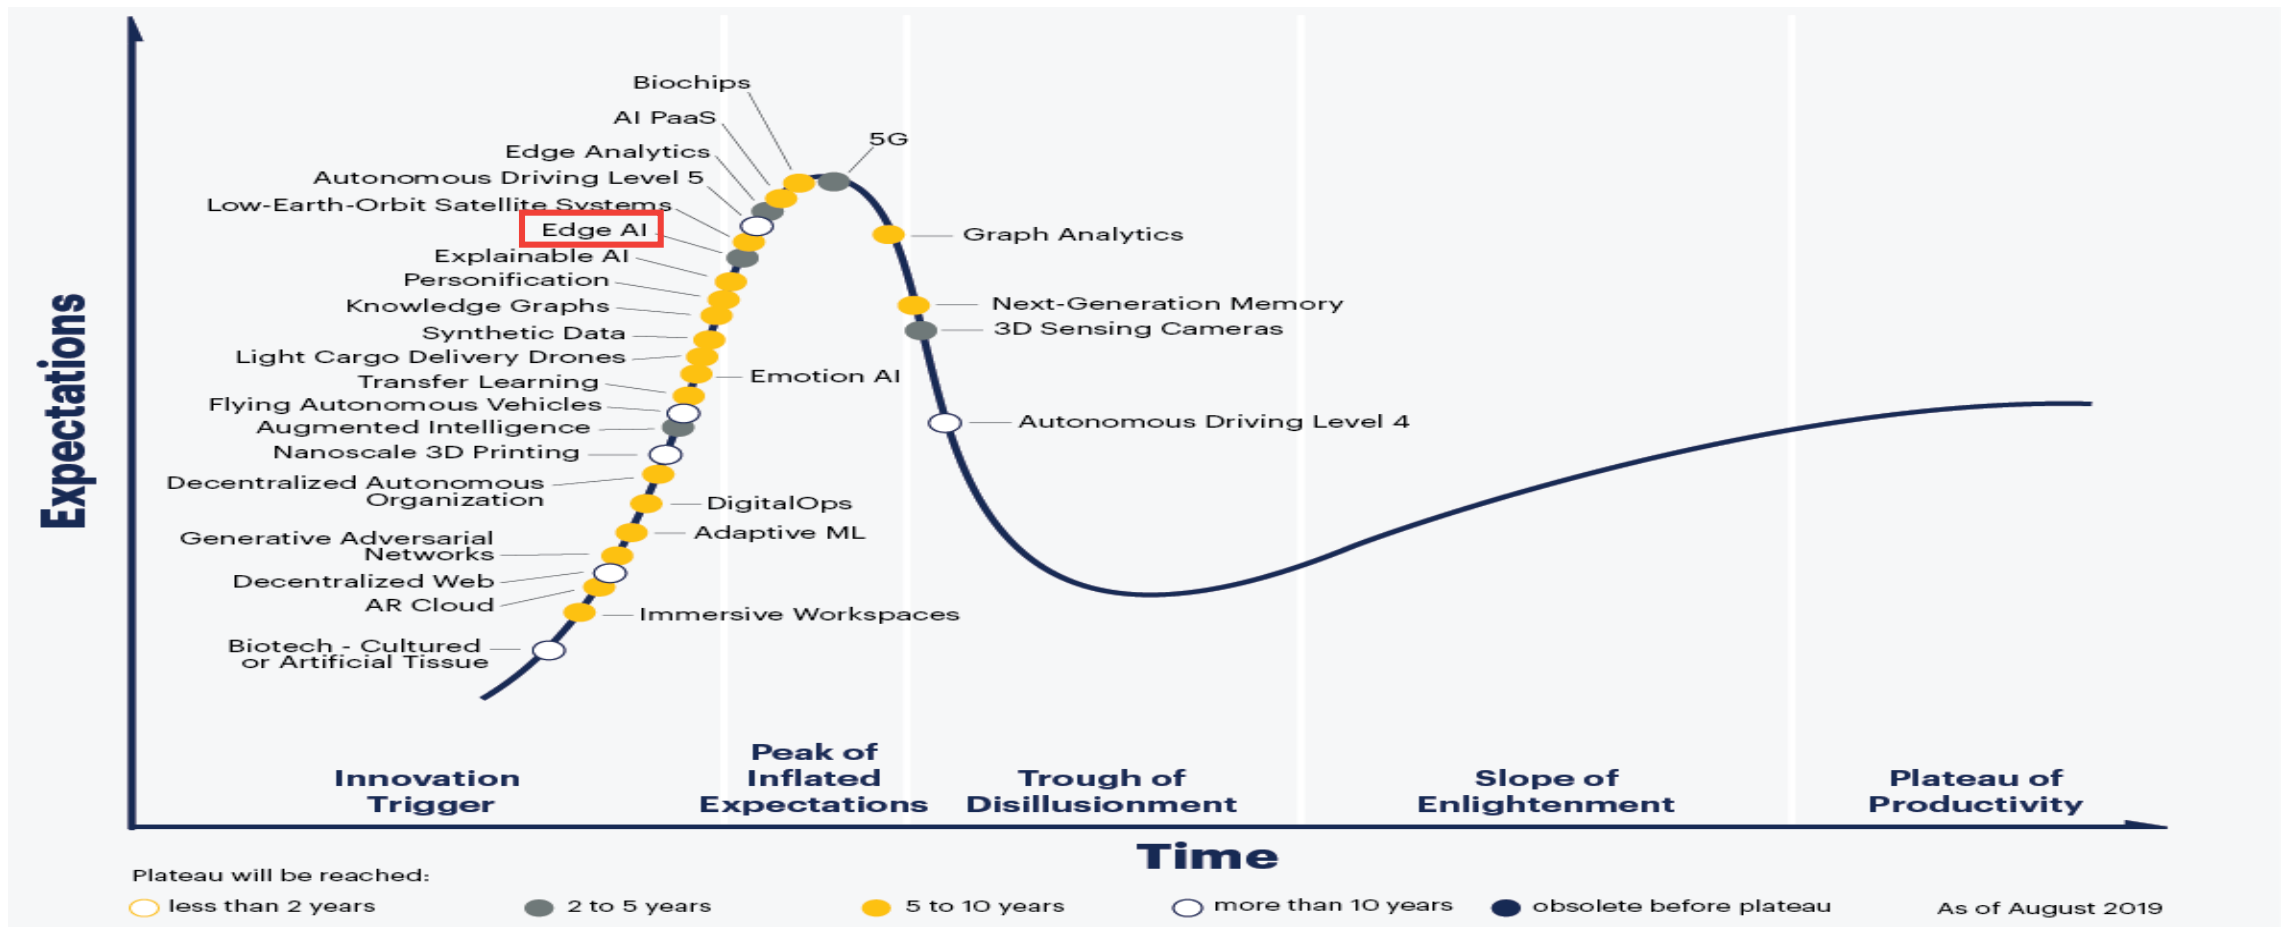 Biochips
AI PaaS
5G
Edge Analytics
Autonomous Driving Level 5
Low-Earth-Orbit Satellite Systems
Edge AI
Graph Analytics
Explainable AI
Personification
Knowledge Graphs
Next-Generation Memory
Synthetic Data
3D Sensing Cameras
Light Cargo Delivery Drones
Emotion AI
Transfer Learning
Flying Autonomous Vehicles
Augmented Intelligence
Autonomous Driving Level 4
Nanoscale 3D Printing
Decentralized Autonomous
Organization
DigitalOps
Adaptive ML
Generative Adversarial
Networks
Decentralized Web
AR Cloud
Immersive Workspaces
Biotech - Cultured
or Artificial Tissue
Expectations
Innovation
Trigger
Peak of
Inflated
Expectations
Trough of
Disillusionment
Slope of
Enlightenment
Plateau of
Productivity
Time
Plateau will be reached:
less than 2 years
2 to 5 years
5 to 10 years
more than 10 years
obsolete before plateau
As of August 2019